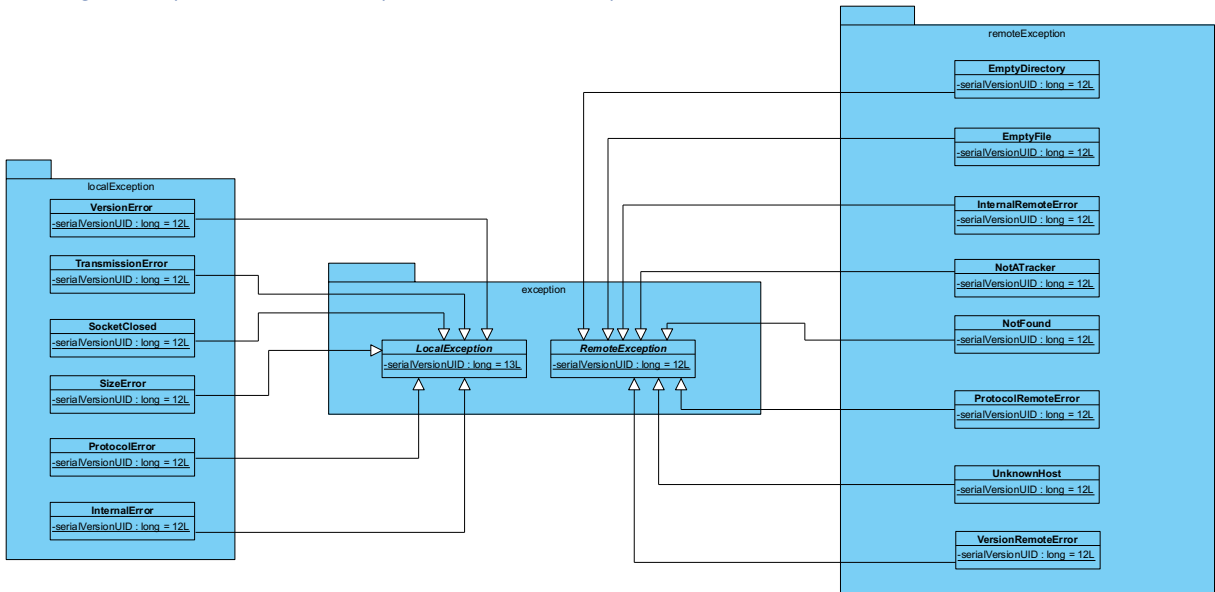 remoteException
EmptyDirectory
-serialVersionUID : long = 12L
EmptyFile
-serialVersionUID : long = 12L
InternalRemoteError
-serialVersionUID : long = 12L
NotATracker
-serialVersionUID : long = 12L
NotFound
-serialVersionUID : long = 12L
ProtocolRemoteError
-serialVersionUID : long = 12L
UnknownHost
-serialVersionUID : long = 12L
VersionRemoteError
-serialVersionUID : long = 12L
localException
VersionError
-serialVersionUID : long = 12L
TransmissionError
-serialVersionUID : long = 12L
SocketClosed
-serialVersionUID : long = 12L
SizeError
-serialVersionUID : long = 12L
ProtocolError
-serialVersionUID : long = 12L
InternalError
-serialVersionUID : long = 12L
exception
LocalException
-serialVersionUID : long = 13L
RemoteException
-serialVersionUID : long = 12L